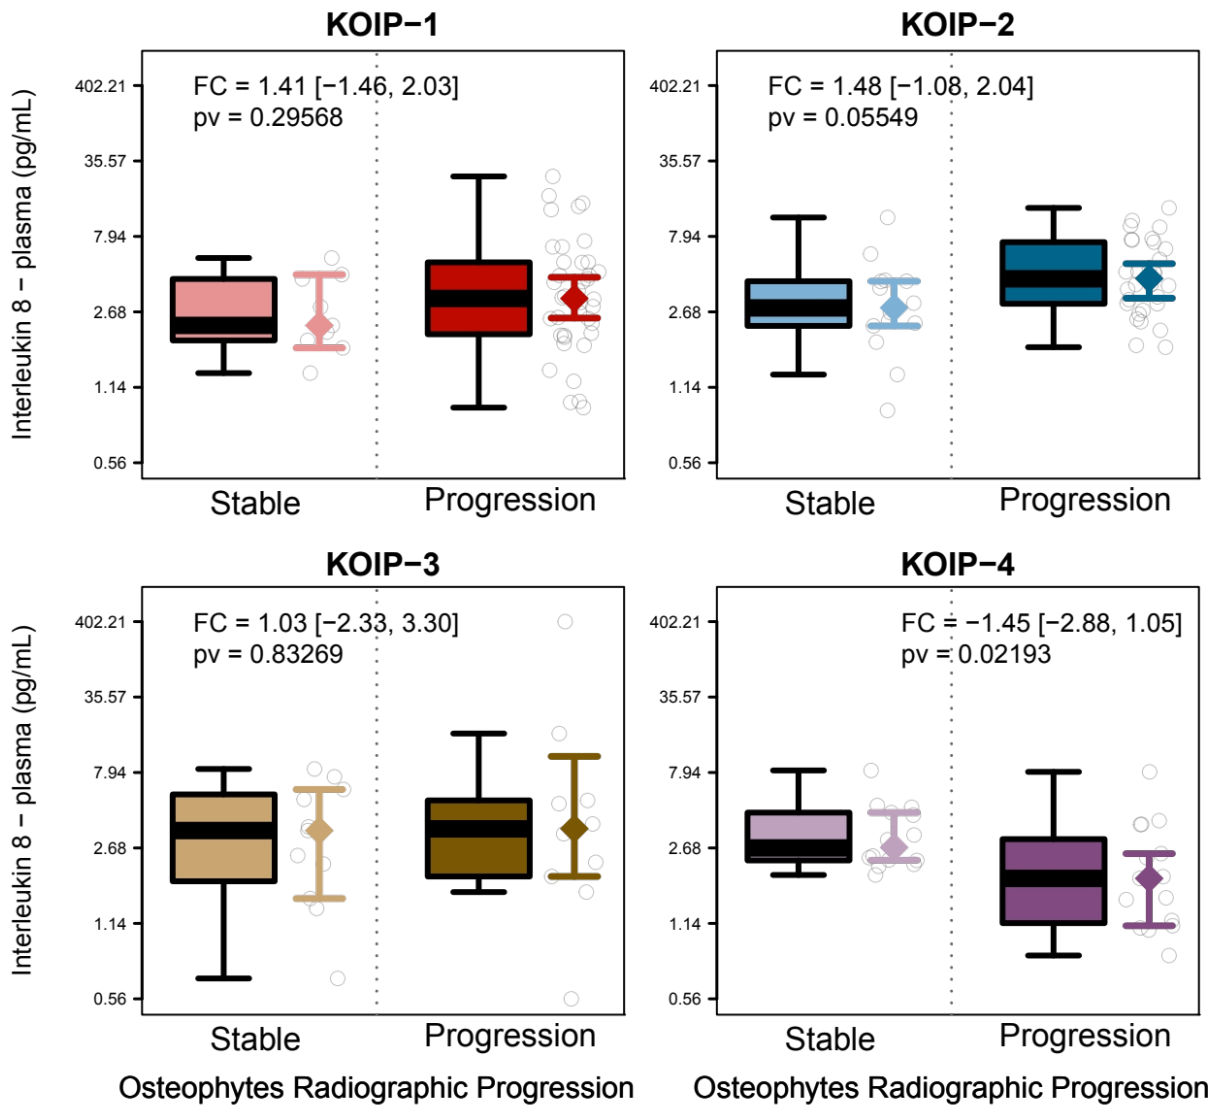 KOIP−1
Interleukin 8 − plasma (pg/mL)
402.21
35.57
7.94
2.68
1.14
0.56
FC = 1.41 [−1.46, 2.03]
pv = 0.29568
Stable
Progression
KOIP−2
402.21
35.57
7.94
2.68
1.14
0.56
FC = 1.48 [−1.08, 2.04]
pv = 0.05549
Stable
Progression
KOIP−3
Interleukin 8 − plasma (pg/mL)
402.21
35.57
7.94
2.68
1.14
0.56
FC = 1.03 [−2.33, 3.30]
pv = 0.83269
Stable
Progression
Osteophytes Radiographic Progression
KOIP−4
402.21
35.57
7.94
2.68
1.14
0.56
FC = −1.45 [−2.88, 1.05]
pv = 0.02193
Stable
Progression
Osteophytes Radiographic Progression